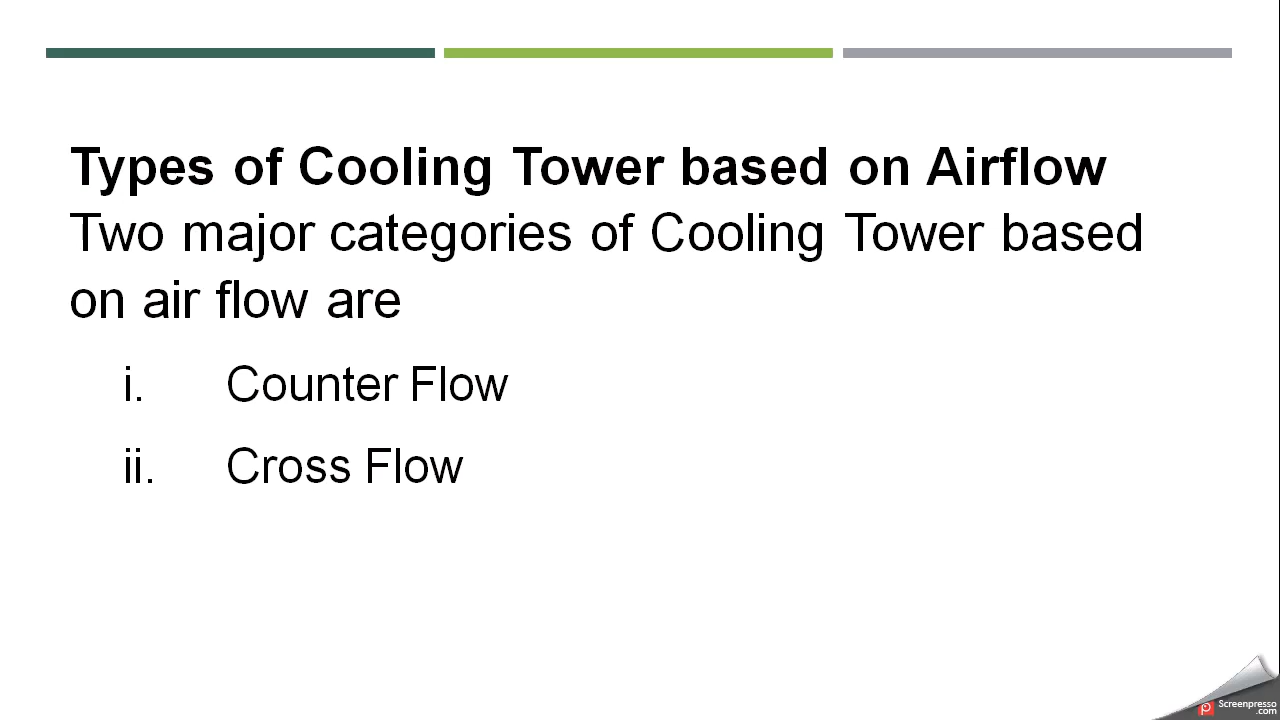 Types of Cooling Tower based on Airflow
Two major categories of Cooling Tower based
on air flow are
i. Counter Flow
ii. Cross Flow
Screenpresso
.com